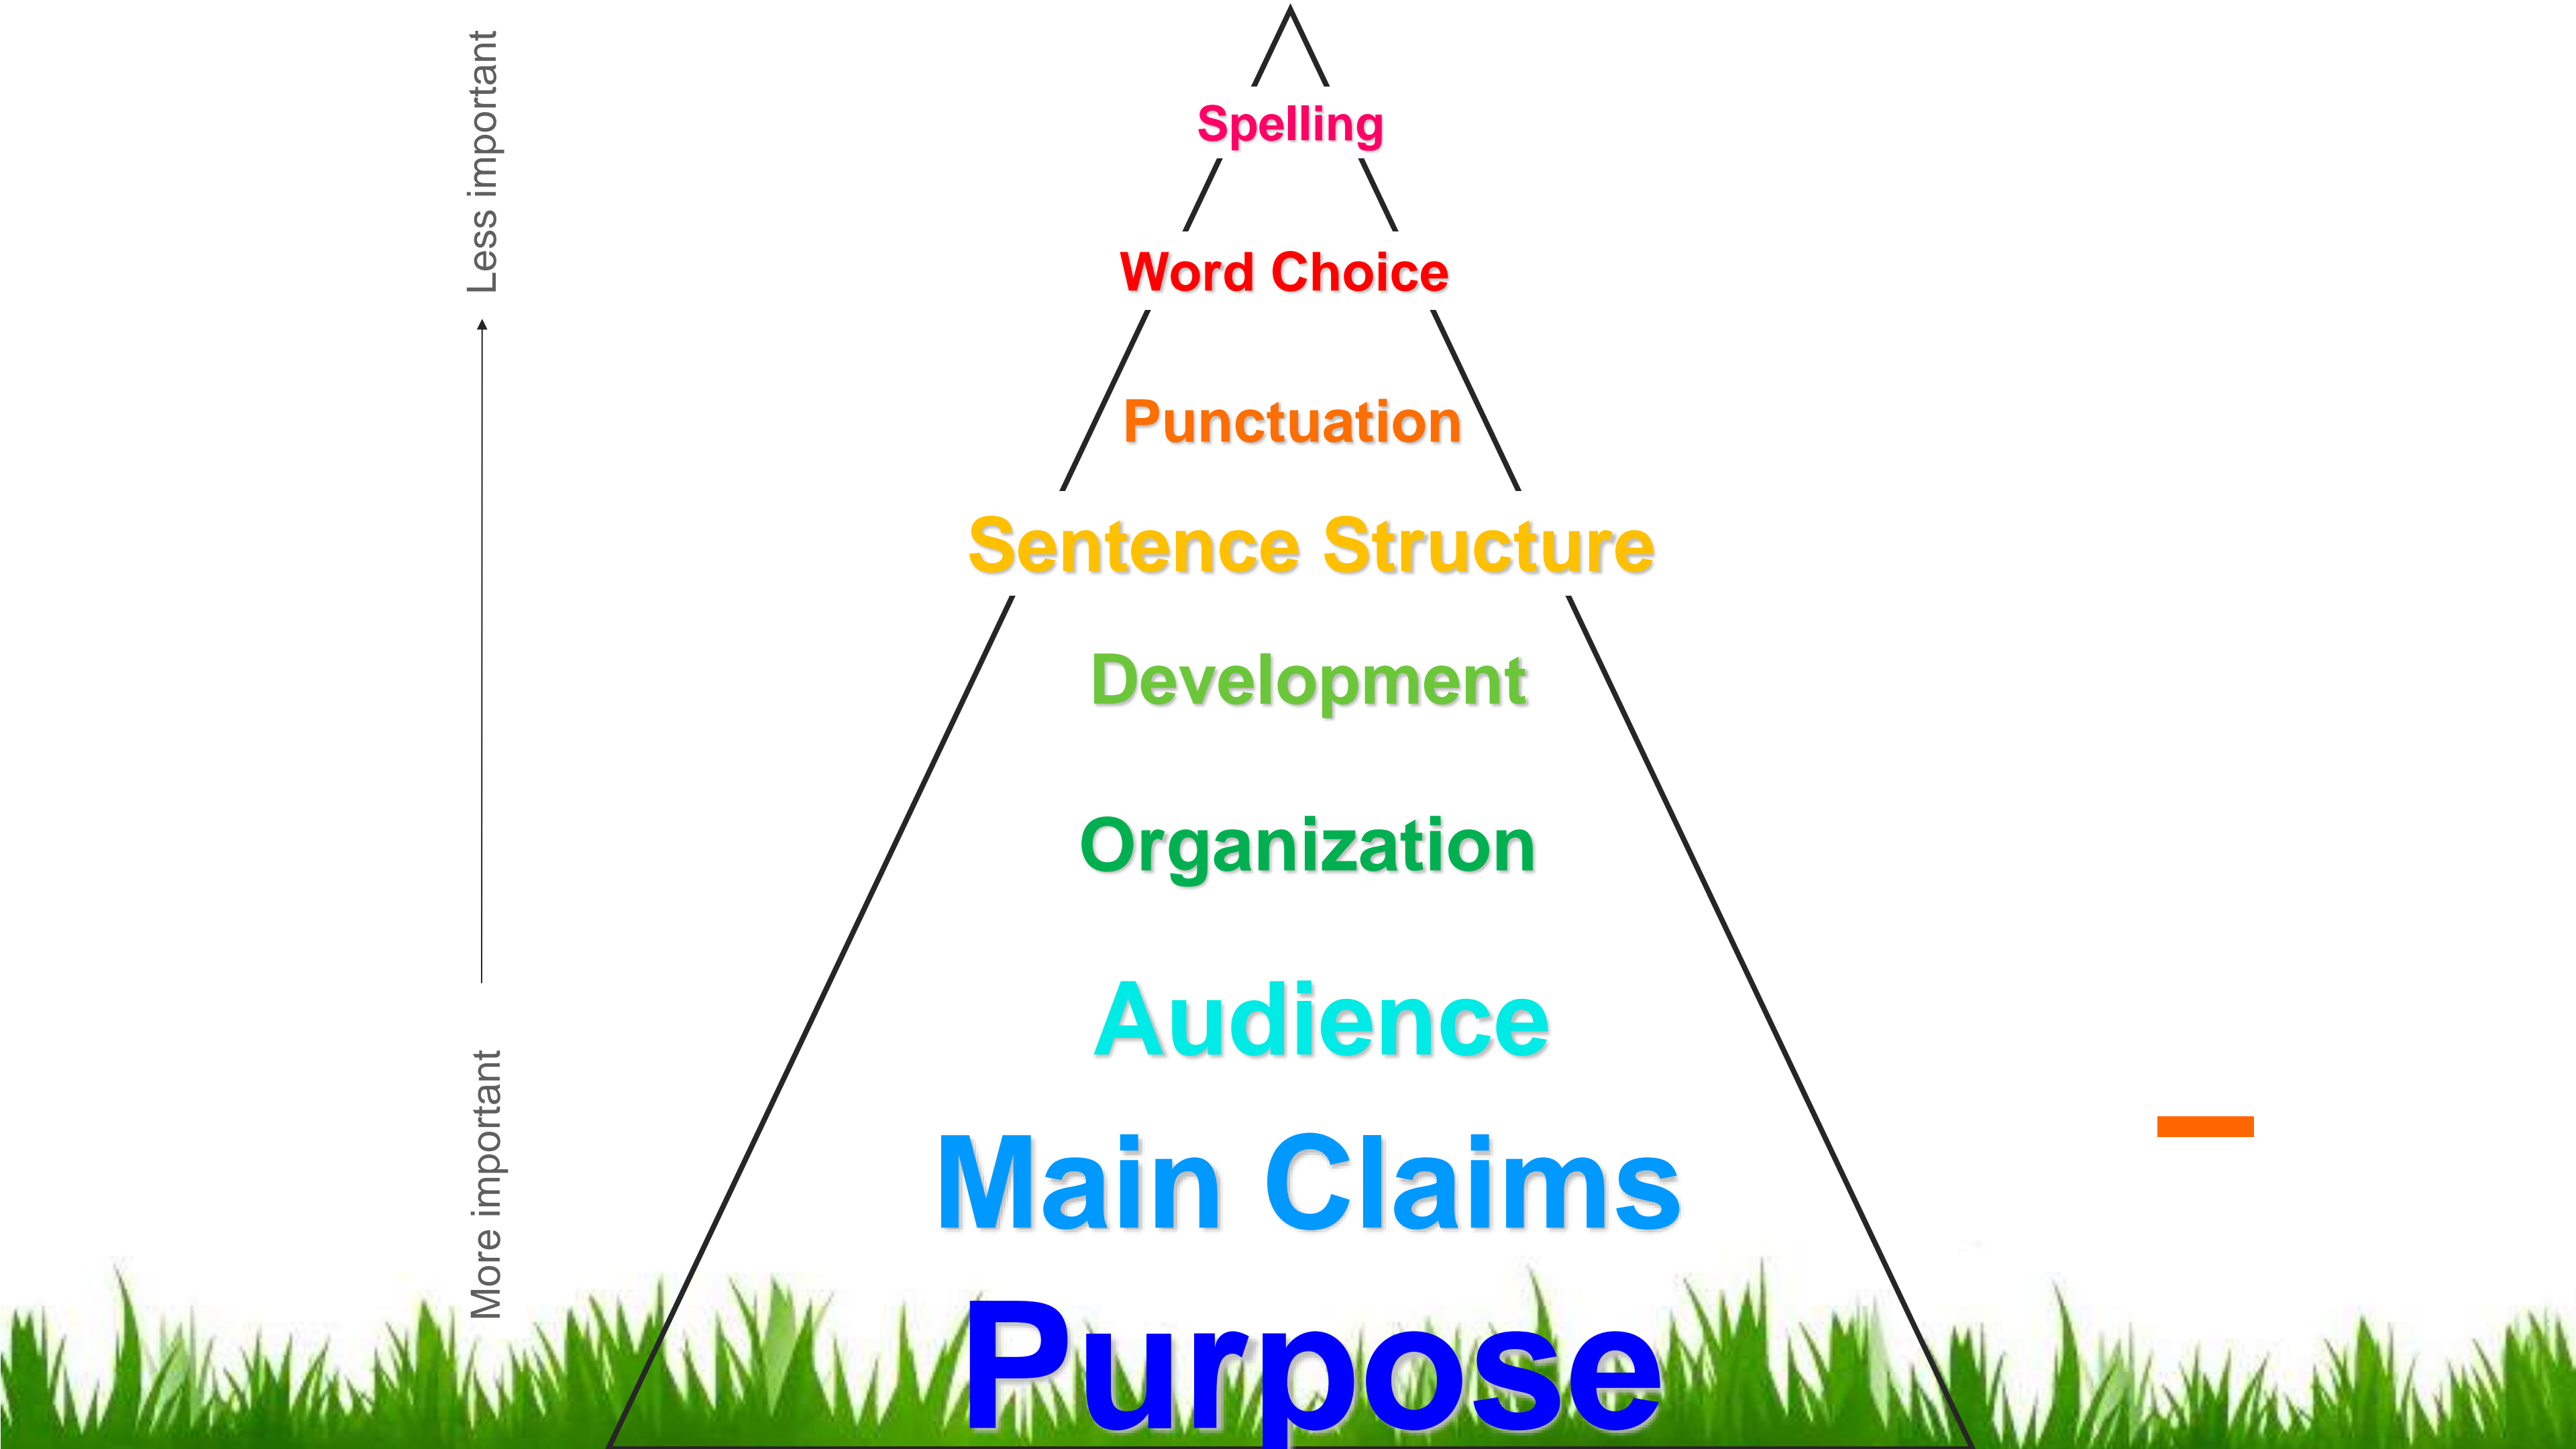 Less important
More important
Spelling
Word Choice
Punctuation
Sentence Structure
Development
Organization
Audience
Main Claims
Purpose